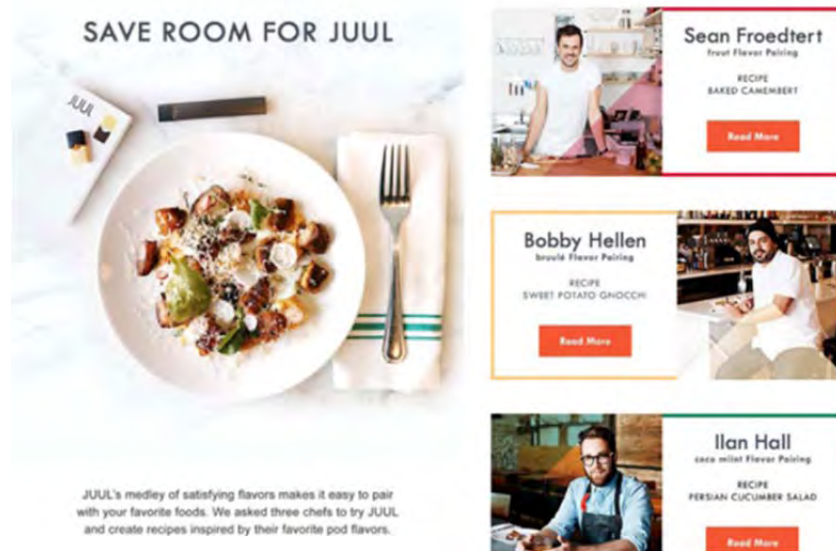 SAVE ROOM FOR JUUL
JUUL
JUUL's medley of satisfying flavors makes it easy to pair
with your favorite foods. We asked three chefs to try JUUL
and create recipes inspired by their favorite pod flavors.
Sean Froedtert
fruut Flavor Pairing
RECIPE
BAKED CAMEMBERT
Read More
Bobby Hellen
bruulé Flavor Pairing
RECIPE
SWEET POTATO GNOCCHI
Read More
Ilan Hall
coco miint Flavor Pairing
RECIPE
PERSIAN CUCUMBER SALAD
Read More